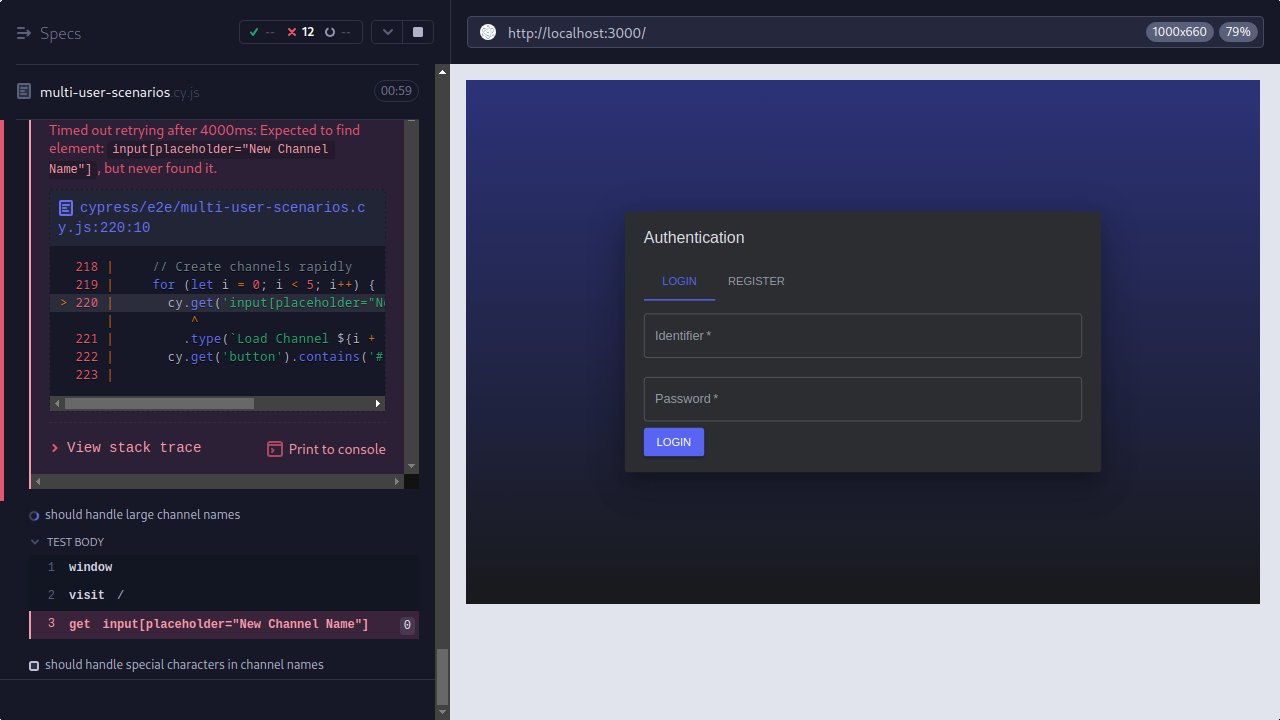 Specs
-- 12 --
http://localhost:3000/
1000x660
79%
multi-user-scenarios.cy.js
00:59
Timed out retrying after 4000ms: Expected to find
element: input[placeholder="New Channel
Name"] , but never found it.
cypress/e2e/multi-user-scenarios.c
y.js:220:10
218 | // Create channels rapidly
219 | for (let i = 0; i < 5; i++) {
> 220 | cy.get('input[placeholder="Ne
| ^
221 | .type(`Load Channel ${i +
222 | cy.get('button').contains('#
223 |
View stack trace
Print to console
should handle large channel names
TEST BODY
1 window
2 visit /
3 get input[placeholder="New Channel Name"] 0
should handle special characters in channel names
Authentication
LOGIN
REGISTER
Identifier *
Password *
LOGIN